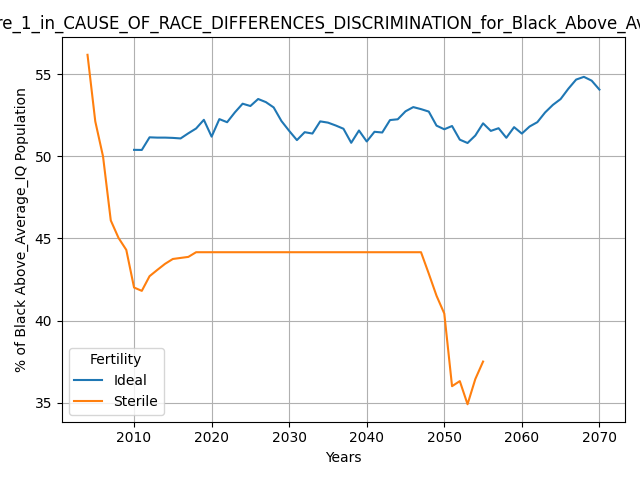 re_1_in_CAUSE_OF_RACE_DIFFERENCES_DISCRIMINATION_for_Black_Above_Av
% of Black Above_Average_IQ Population
55
50
45
40
35
Fertility
Ideal
Sterile
2010 2020 2030 2040 2050 2060 2070
Years